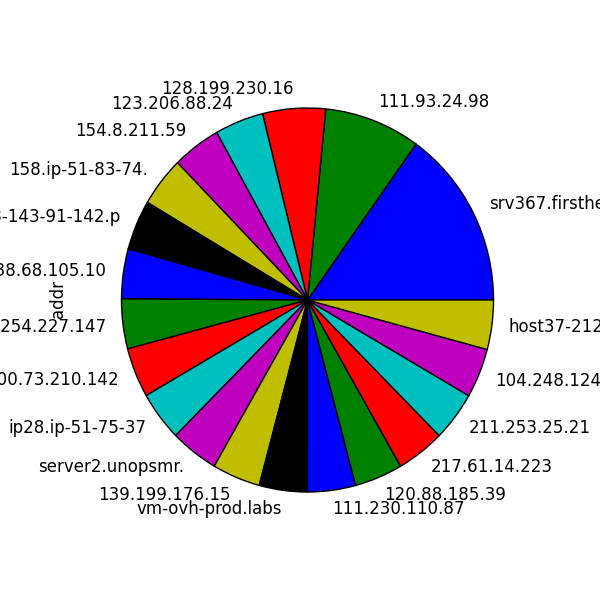 128.199.230.16
123.206.88.24
111.93.24.98
154.8.211.59
158.ip-51-83-74.
-143-91-142.p
srv367.firsthe
38.68.105.10
addr
254.227.147
host37-212
00.73.210.142
104.248.124
ip28.ip-51-75-37
211.253.25.21
server2.unopsmr.
217.61.14.223
139.199.176.15
120.88.185.39
vm-ovh-prod.labs
111.230.110.87